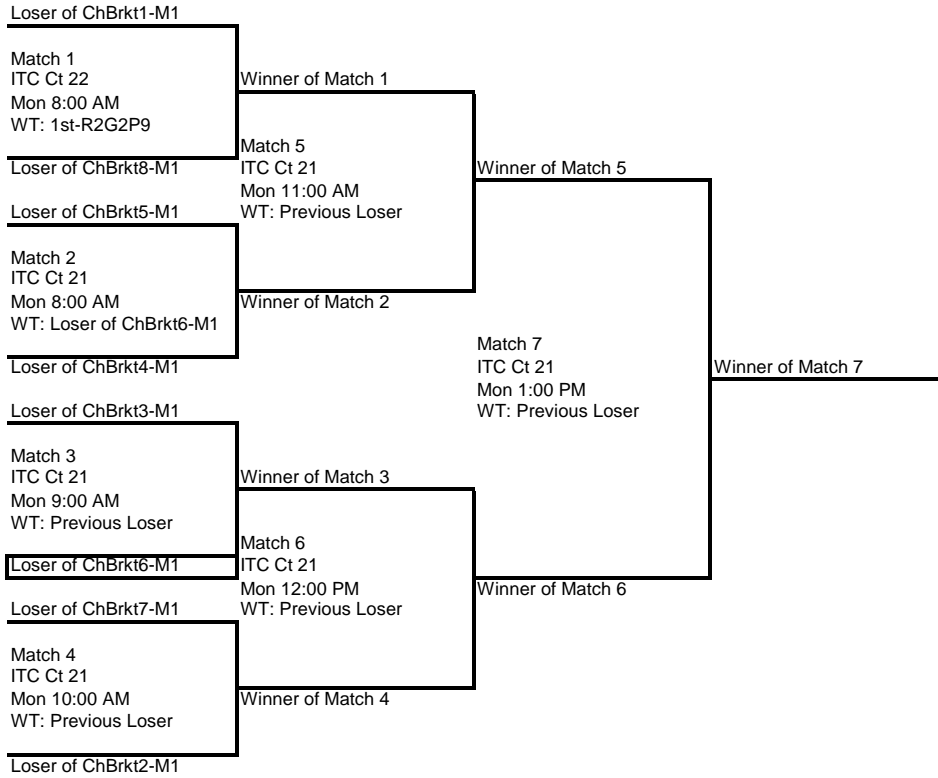 Loser of ChBrkt1-M1
Match 1
ITC Ct 22
Mon 8:00 AM
WT: 1st-R2G2P9
Loser of ChBrkt8-M1
Loser of ChBrkt5-M1
Match 2
ITC Ct 21
Mon 8:00 AM
WT: Loser of ChBrkt6-M1
Loser of ChBrkt4-M1
Loser of ChBrkt3-M1
Match 3
ITC Ct 21
Mon 9:00 AM
WT: Previous Loser
Loser of ChBrkt6-M1
Loser of ChBrkt7-M1
Match 4
ITC Ct 21
Mon 10:00 AM
WT: Previous Loser
Loser of ChBrkt2-M1
Winner of Match 1
Match 5
ITC Ct 21
Mon 11:00 AM
WT: Previous Loser
Winner of Match 2
Winner of Match 3
Match 6
ITC Ct 21
Mon 12:00 PM
WT: Previous Loser
Winner of Match 4
Winner of Match 5
Match 7
ITC Ct 21
Mon 1:00 PM
WT: Previous Loser
Winner of Match 6
Winner of Match 7